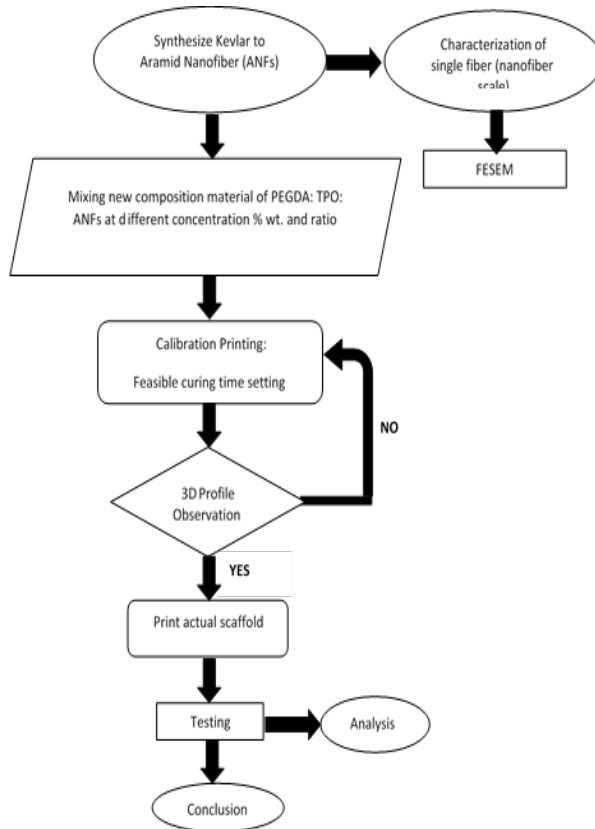 Synthesize Kevlar to
Aramid Nanofiber (ANFs)
Characterization of
single fiber (nanofiber
scale)
FESEM
Mixing new composition material of PEGDA: TPO:
ANFs at different concentration % wt. and ratio
Calibration Printing:
Feasible curing time setting
NO
3D Profile
Observation
YES
Print actual scaffold
Testing
Analysis
Conclusion